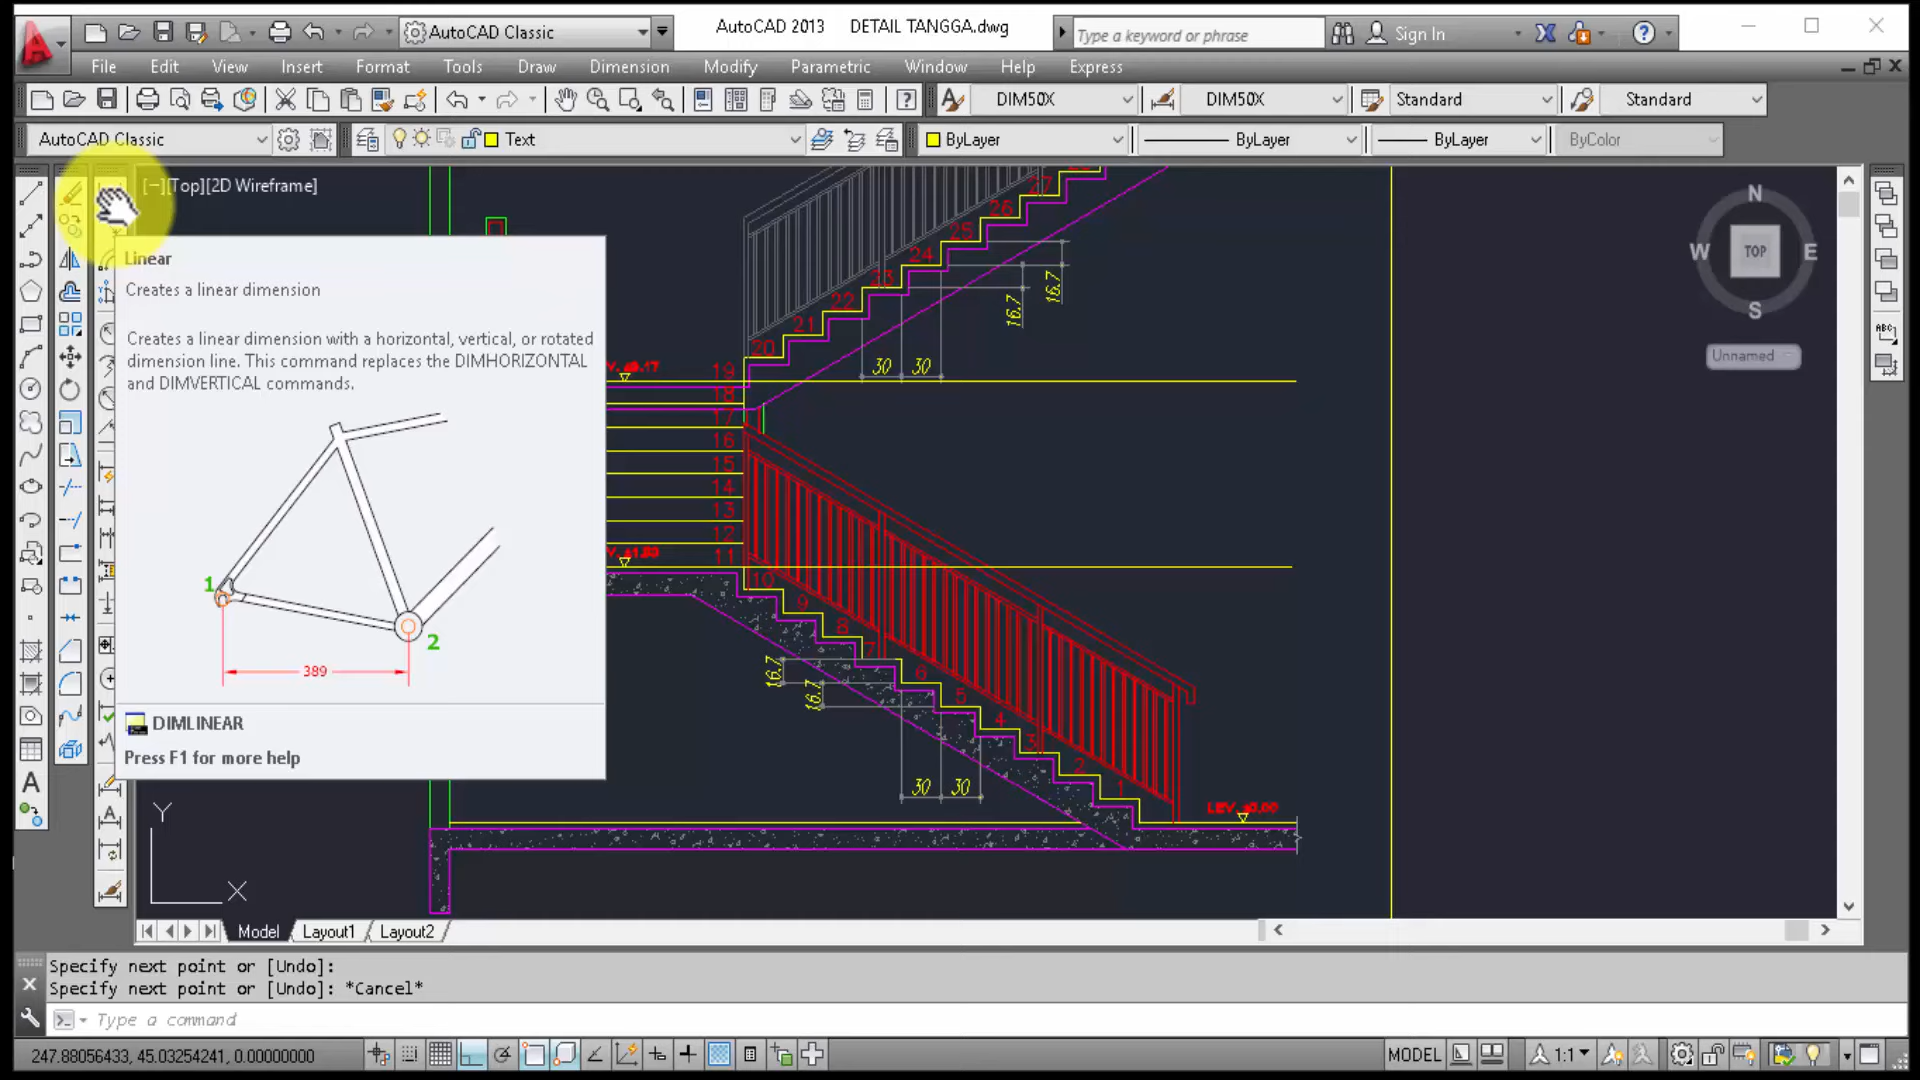 AutoCAD Classic
AutoCAD 2013 DETAIL TANGGA.dwg
Type a keyword or phrase
Sign In
File Edit View Insert Format Tools Draw Dimension Modify Parametric Window Help Express
DIM50X DIM50X Standard Standard
AutoCAD Classic Text ByLayer ByLayer ByLayer ByColor
[−][Top][2D Wireframe]
Linear
Creates a linear dimension
Creates a linear dimension with a horizontal, vertical, or rotated
dimension line. This command replaces the DIMHORIZONTAL
and DIMVERTICAL commands.
1
2
389
DIMLINEAR
Press F1 for more help
27
26
25
24
23
22
21
20
19
18
17
16
15
14
13
12
11
10
9
8
7
6
5
4
3
2
1
16.7
16.7
30 30
16.7
16.7
30 30
LEV. ±0.00
N
W TOP E
S
Unnamed
Y
X
Model Layout1 Layout2
Specify next point or [Undo]:
Specify next point or [Undo]: *Cancel*
Type a command
247.88056433, 45.03254241, 0.00000000
MODEL
1:1